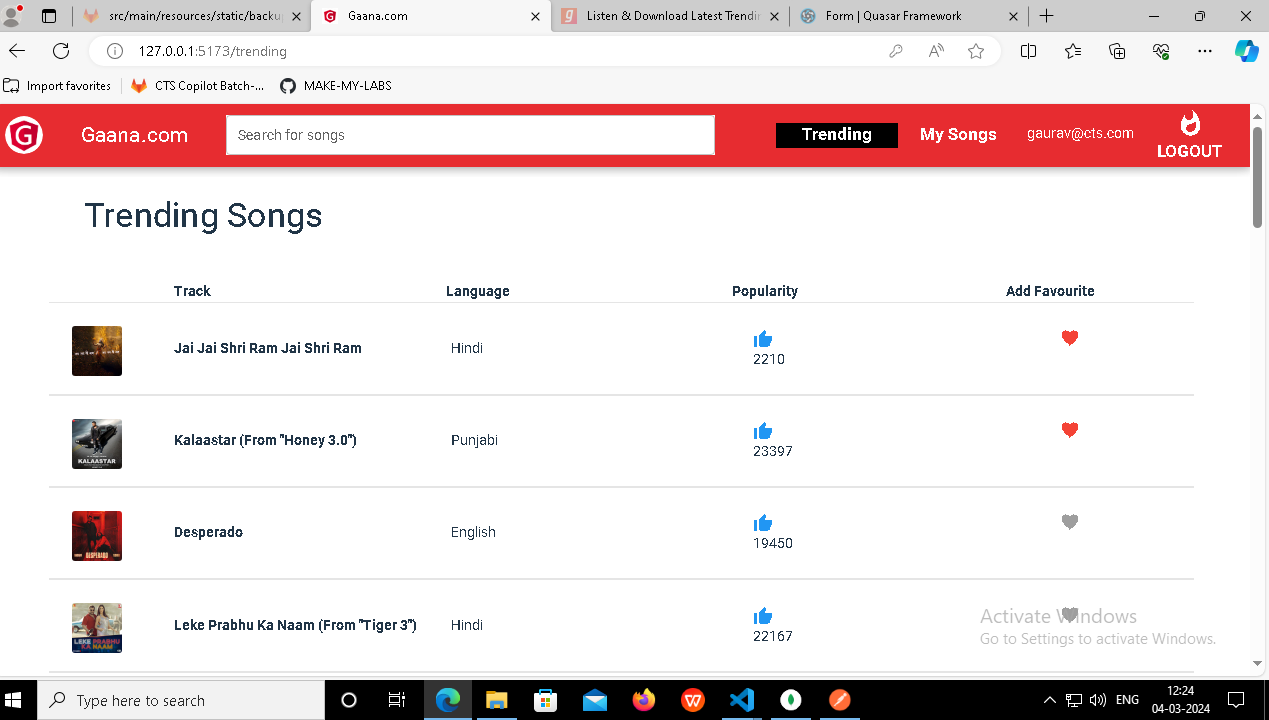 src/main/resources/static/backup
Gaana.com
Listen & Download Latest Trendin
Form | Quasar Framework
127.0.0.1:5173/trending
Import favorites
CTS Copilot Batch-...
MAKE-MY-LABS
G
Gaana.com
Search for songs
Trending
My Songs
gaurav@cts.com
LOGOUT
Trending Songs
Track Language Popularity Add Favourite
Jai Jai Shri Ram Jai Shri Ram Hindi 2210
KALAASTAR
Kalaastar (From "Honey 3.0") Punjabi 23397
DESPERADO
Desperado English 19450
LEKE PRABHU
KA NAAM
Leke Prabhu Ka Naam (From "Tiger 3") Hindi 22167
Activate Windows
Go to Settings to activate Windows.
Type here to search
ENG
12:24
04-03-2024